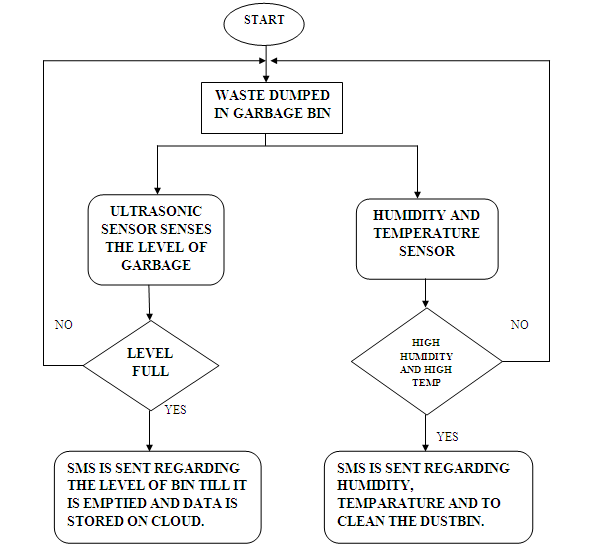 START
WASTE DUMPED
IN GARBAGE BIN
ULTRASONIC
SENSOR SENSES
THE LEVEL OF
GARBAGE
HUMIDITY AND
TEMPERATURE
SENSOR
NO
LEVEL
FULL
YES
NO
HIGH
HUMIDITY
AND HIGH
TEMP
YES
SMS IS SENT REGARDING
THE LEVEL OF BIN TILL IT
IS EMPTIED AND DATA IS
STORED ON CLOUD.
SMS IS SENT REGARDING
HUMIDITY,
TEMPARATURE AND TO
CLEAN THE DUSTBIN.